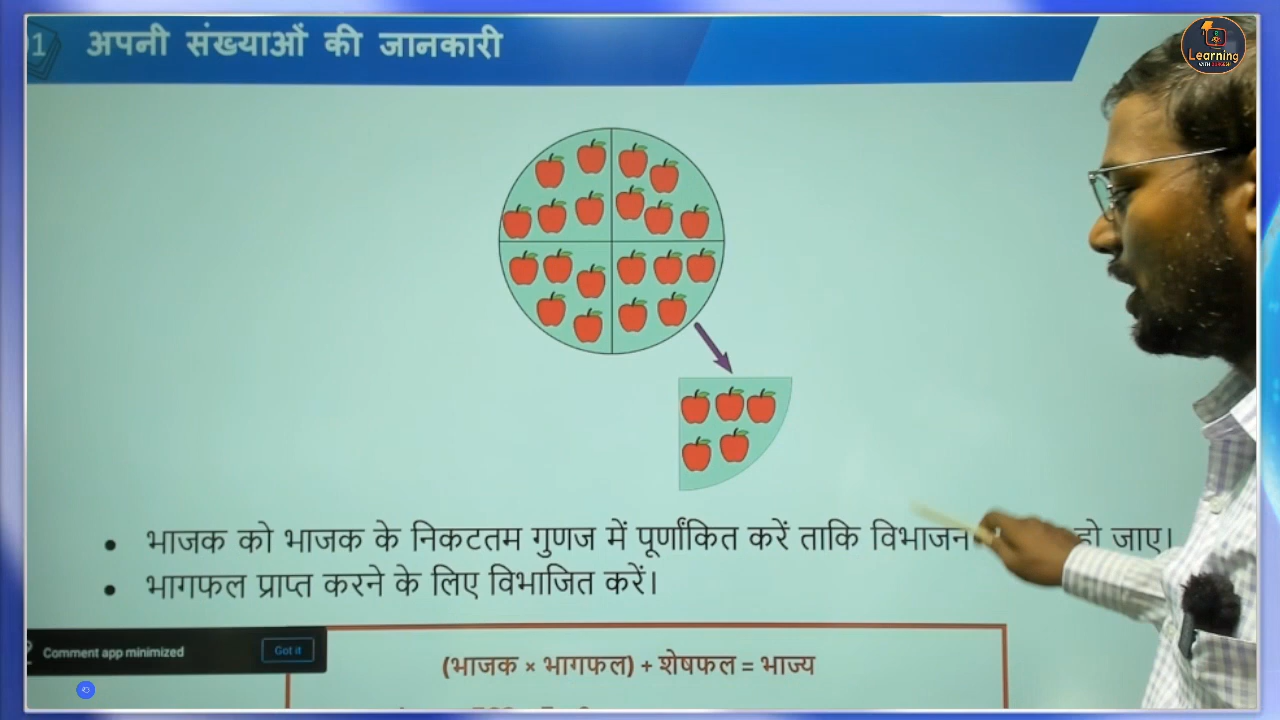 01 अपनी संख्याओं की जानकारी
Learning
• भाजक को भाजक के निकटतम गुणज में पूर्णांकित करें ताकि विभाजन हो जाए।
• भागफल प्राप्त करने के लिए विभाजित करें।
Comment app minimized
Got it
(भाजक × भागफल) + शेषफल = भाज्य